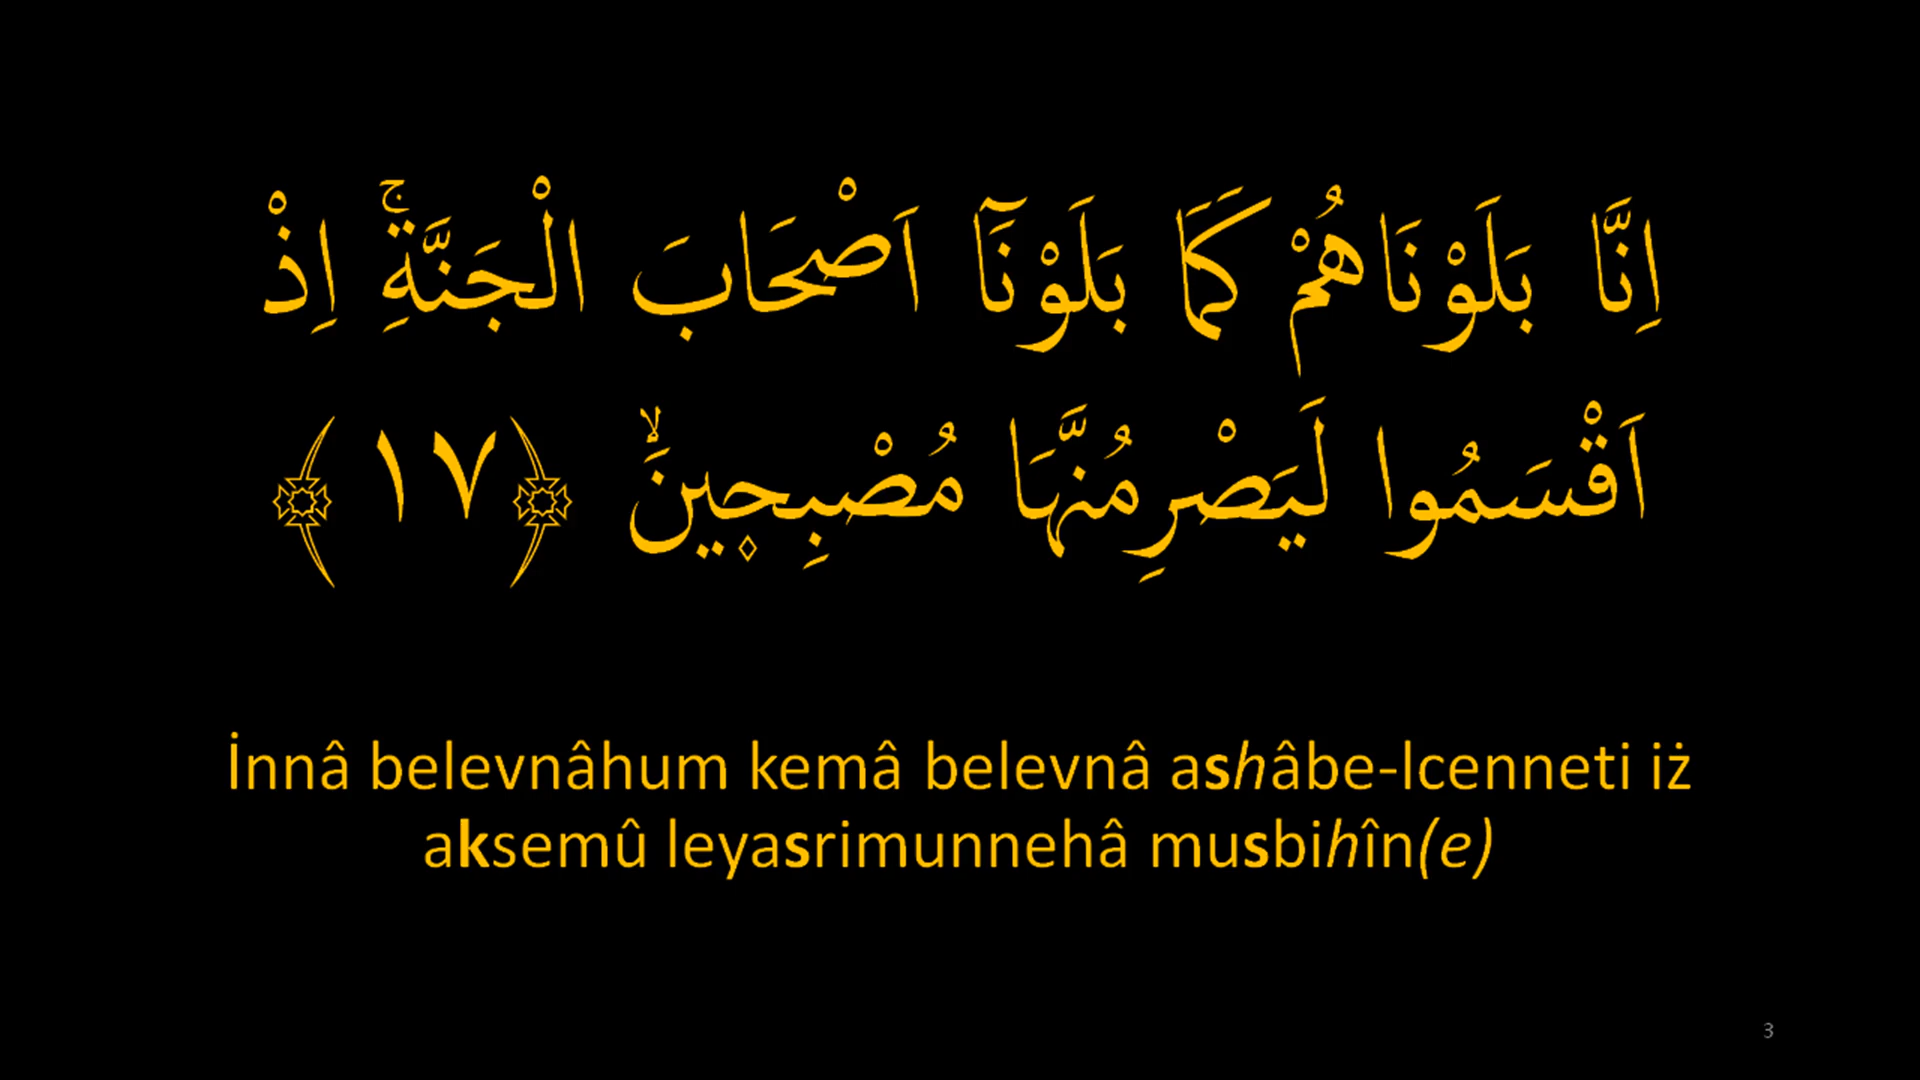 اِنَّا بَلَوْنَاهُمْ كَمَا بَلَوْنَٓا اَصْحَابَ الْجَنَّةِۚ اِذْ
اَقْسَمُوا لَيَصْرِمُنَّهَا مُصْبِح۪ينَۙ ﴿١٧﴾
İnnâ belevnâhum kemâ belevnâ ashâbe-lcenneti iż
aksemû leyasrimunnehâ musbihîn(e)
3